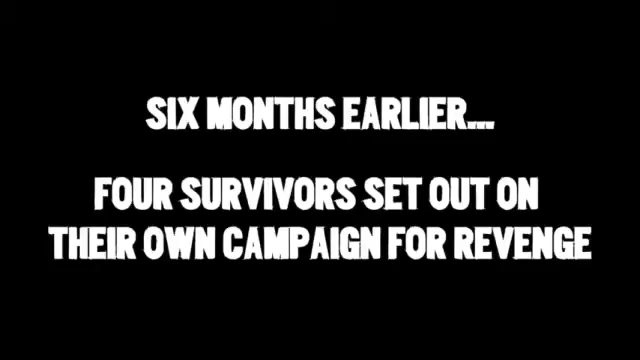 SIX MONTHS EARLIER...
FOUR SURVIVORS SET OUT ON
THEIR OWN CAMPAIGN FOR REVENGE